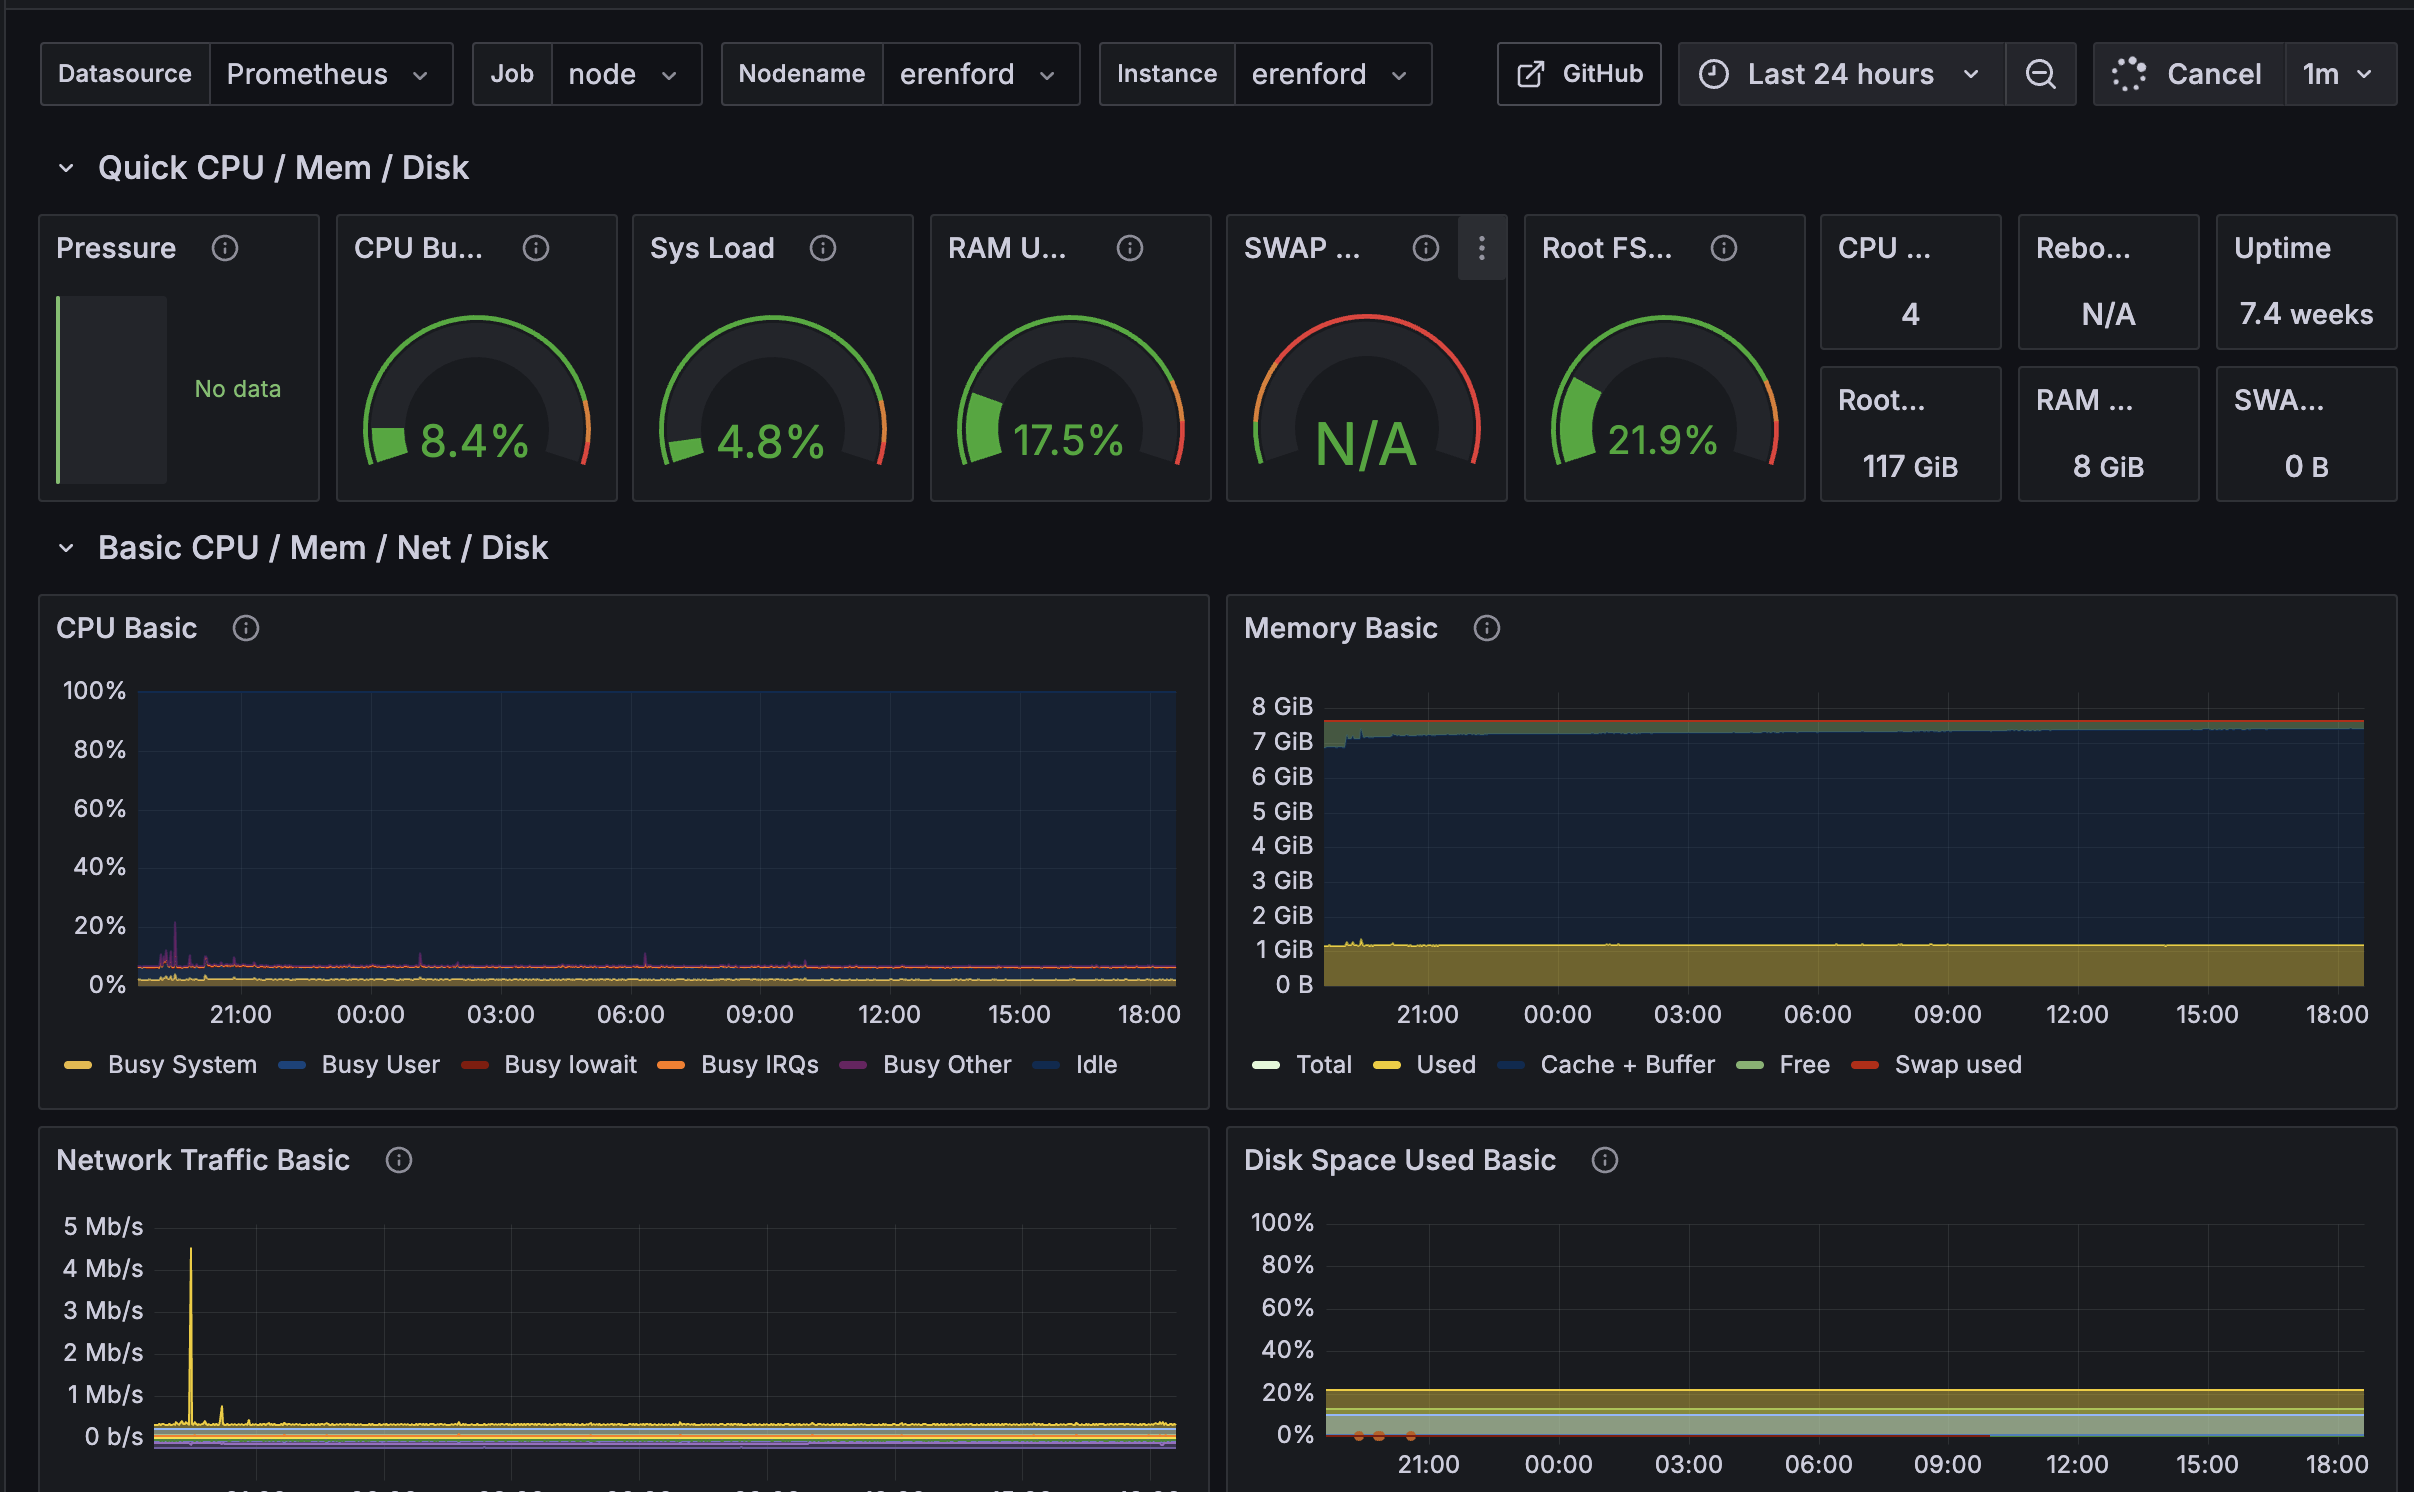 Datasource Prometheus Job node Nodename erenford Instance erenford GitHub Last 24 hours Cancel 1m
Quick CPU / Mem / Disk
Pressure
No data
CPU Bu...
8.4%
Sys Load
4.8%
RAM U...
17.5%
SWAP ...
N/A
Root FS...
21.9%
CPU ...
4
Rebo...
N/A
Uptime
7.4 weeks
Root...
117 GiB
RAM ...
8 GiB
SWA...
0 B
Basic CPU / Mem / Net / Disk
CPU Basic
100%
80%
60%
40%
20%
0%
21:00 00:00 03:00 06:00 09:00 12:00 15:00 18:00
Busy System Busy User Busy Iowait Busy IRQs Busy Other Idle
Memory Basic
8 GiB
7 GiB
6 GiB
5 GiB
4 GiB
3 GiB
2 GiB
1 GiB
0 B
21:00 00:00 03:00 06:00 09:00 12:00 15:00 18:00
Total Used Cache + Buffer Free Swap used
Network Traffic Basic
5 Mb/s
4 Mb/s
3 Mb/s
2 Mb/s
1 Mb/s
0 b/s
Disk Space Used Basic
100%
80%
60%
40%
20%
0%
21:00 00:00 03:00 06:00 09:00 12:00 15:00 18:00